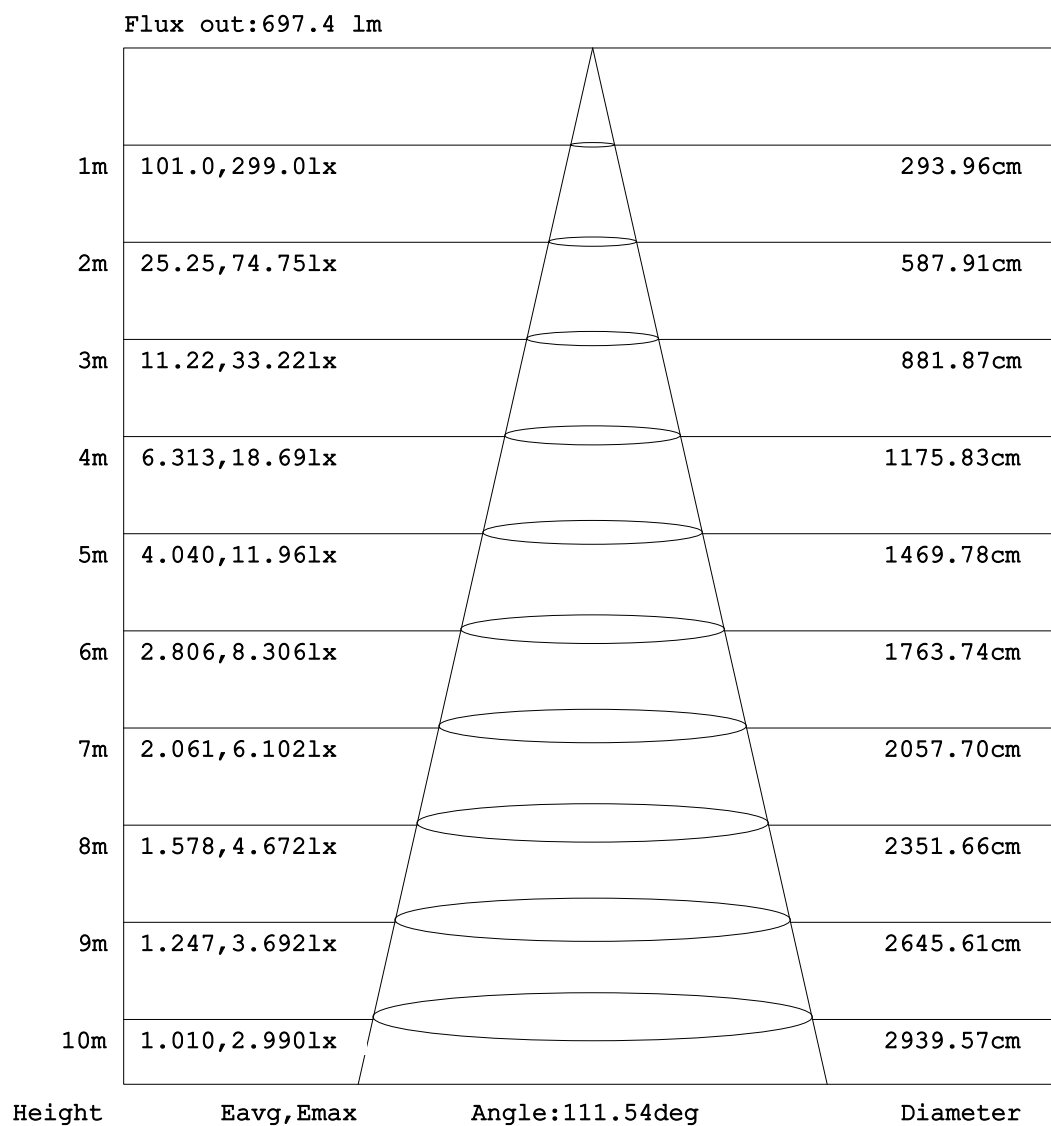 Flux out:697.4 lm
1m 101.0,299.0lx 293.96cm
2m 25.25,74.75lx 587.91cm
3m 11.22,33.22lx 881.87cm
4m 6.313,18.69lx 1175.83cm
5m 4.040,11.96lx 1469.78cm
6m 2.806,8.306lx 1763.74cm
7m 2.061,6.102lx 2057.70cm
8m 1.578,4.672lx 2351.66cm
9m 1.247,3.692lx 2645.61cm
10m 1.010,2.990lx 2939.57cm
Height Eavg,Emax Angle:111.54deg Diameter